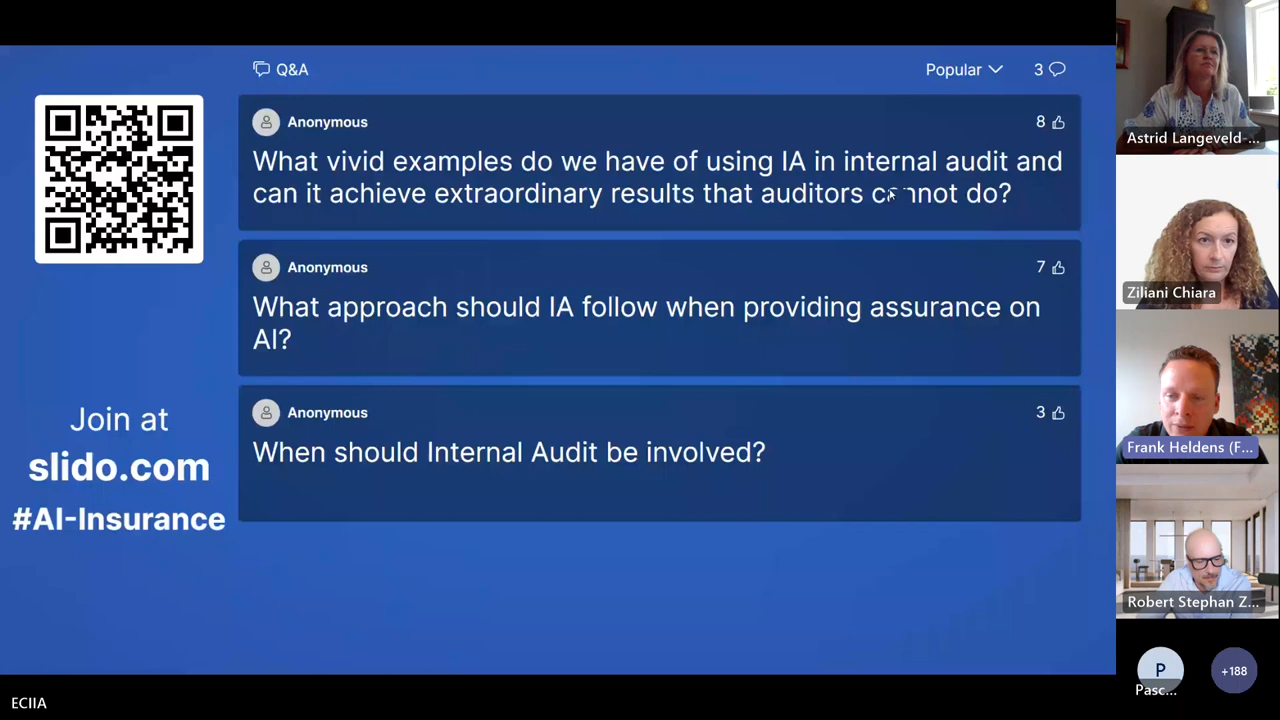 Q&A
Popular
3
Anonymous
8
What vivid examples do we have of using IA in internal audit and
can it achieve extraordinary results that auditors cannot do?
Anonymous
7
What approach should IA follow when providing assurance on
AI?
Anonymous
3
When should Internal Audit be involved?
Join at
slido.com
#AI-Insurance
Astrid Langeveld-...
Ziliani Chiara
Frank Heldens (F...
Robert Stephan Z...
P
Pasc...
+188
ECIIA